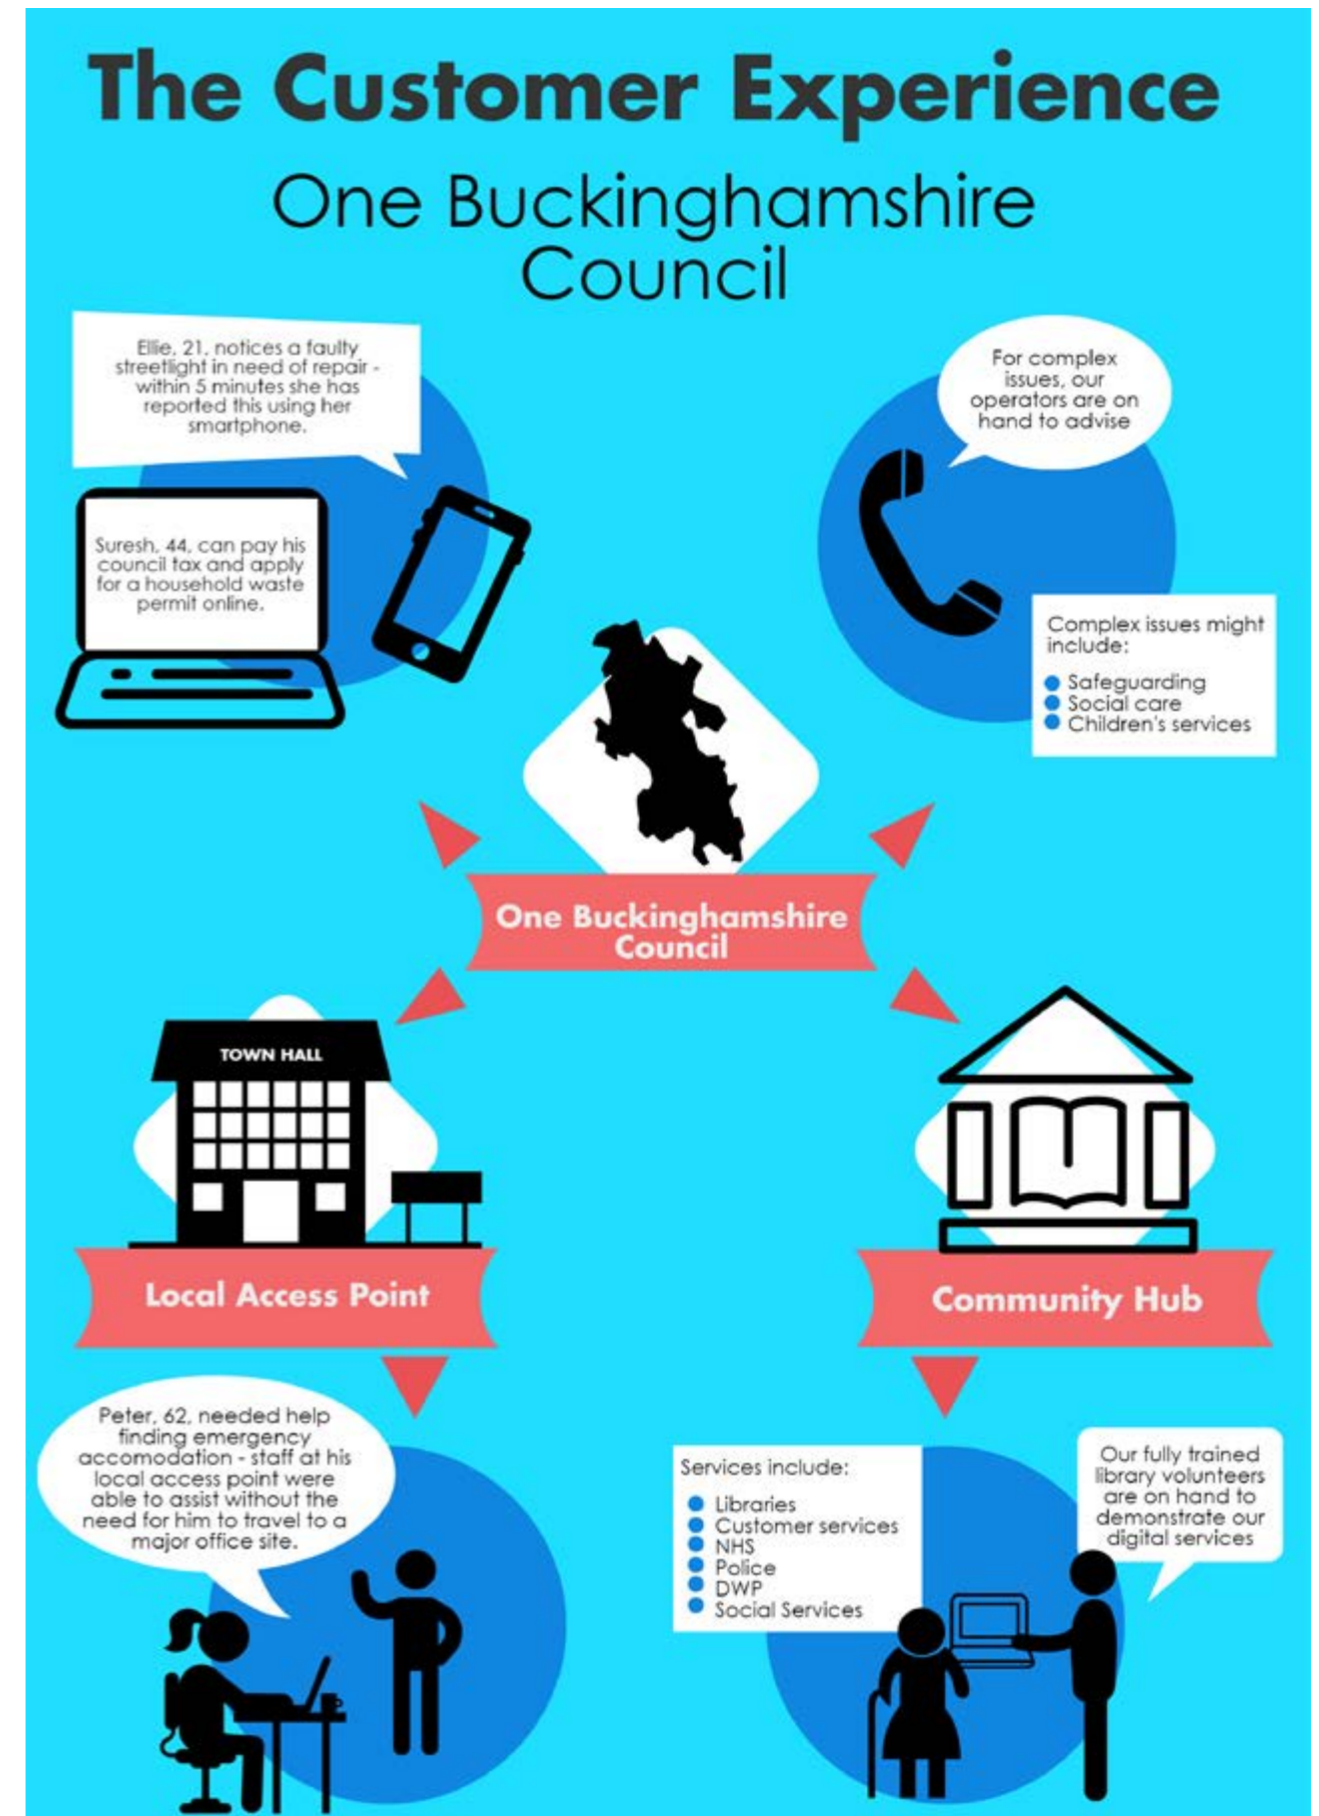 The Customer Experience
One Buckinghamshire
Council
Ellie, 21, notices a faulty
streetlight in need of repair -
within 5 minutes she has
reported this using her
smartphone.
Suresh, 44, can pay his
council tax and apply
for a household waste
permit online.
For complex
issues, our
operators are on
hand to advise
Complex issues might
include:
Safeguarding
Social care
Children's services
One Buckinghamshire
Council
TOWN HALL
Local Access Point
Community Hub
Peter, 62, needed help
finding emergency
accomodation - staff at his
local access point were
able to assist without the
need for him to travel to a
major office site.
Services include:
Libraries
Customer services
NHS
Police
DWP
Social Services
Our fully trained
library volunteers
are on hand to
demonstrate our
digital services